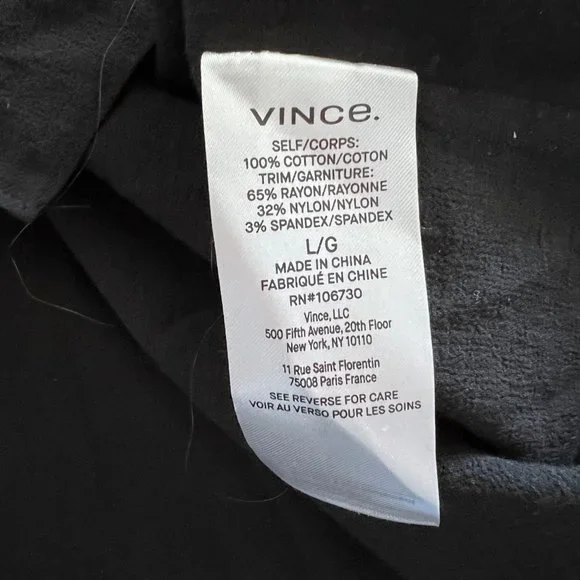 VINCe.
SELF/CORPS:
100% COTTON/COTON
TRIM/GARNITURE:
65% RAYON/RAYONNE
32% NYLON/NYLON
3% SPANDEX/SPANDEX
L/G
MADE IN CHINA
FABRIQUÉ EN CHINE
RN#106730
Vince, LLC
500 Fifth Avenue, 20th Floor
New York, NY 10110
11 Rue Saint Florentin
75008 Paris France
SEE REVERSE FOR CARE
VOIR AU VERSO POUR LES SOINS